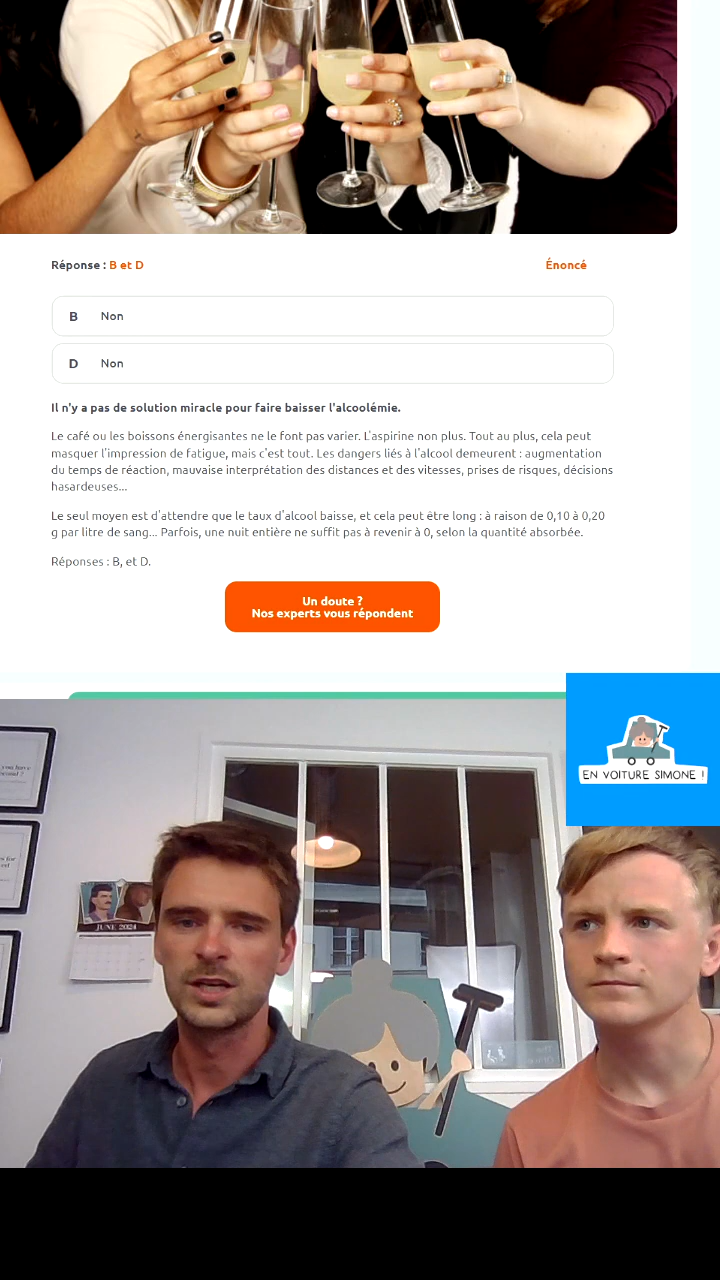 Réponse : B et D
Énoncé
B Non
D Non
Il n'y a pas de solution miracle pour faire baisser l'alcoolémie.
Le café ou les boissons énergisantes ne le font pas varier. L'aspirine non plus. Tout au plus, cela peut
masquer l'impression de fatigue, mais c'est tout. Les dangers liés à l'alcool demeurent : augmentation
du temps de réaction, mauvaise interprétation des distances et des vitesses, prises de risques, décisions
hasardeuses...
Le seul moyen est d'attendre que le taux d'alcool baisse, et cela peut être long : à raison de 0,10 à 0,20
g par litre de sang... Parfois, une nuit entière ne suffit pas à revenir à 0, selon la quantité absorbée.
Réponses : B, et D.
Un doute ?
Nos experts vous répondent
EN VOITURE SIMONE !
you have
JUNE 2024